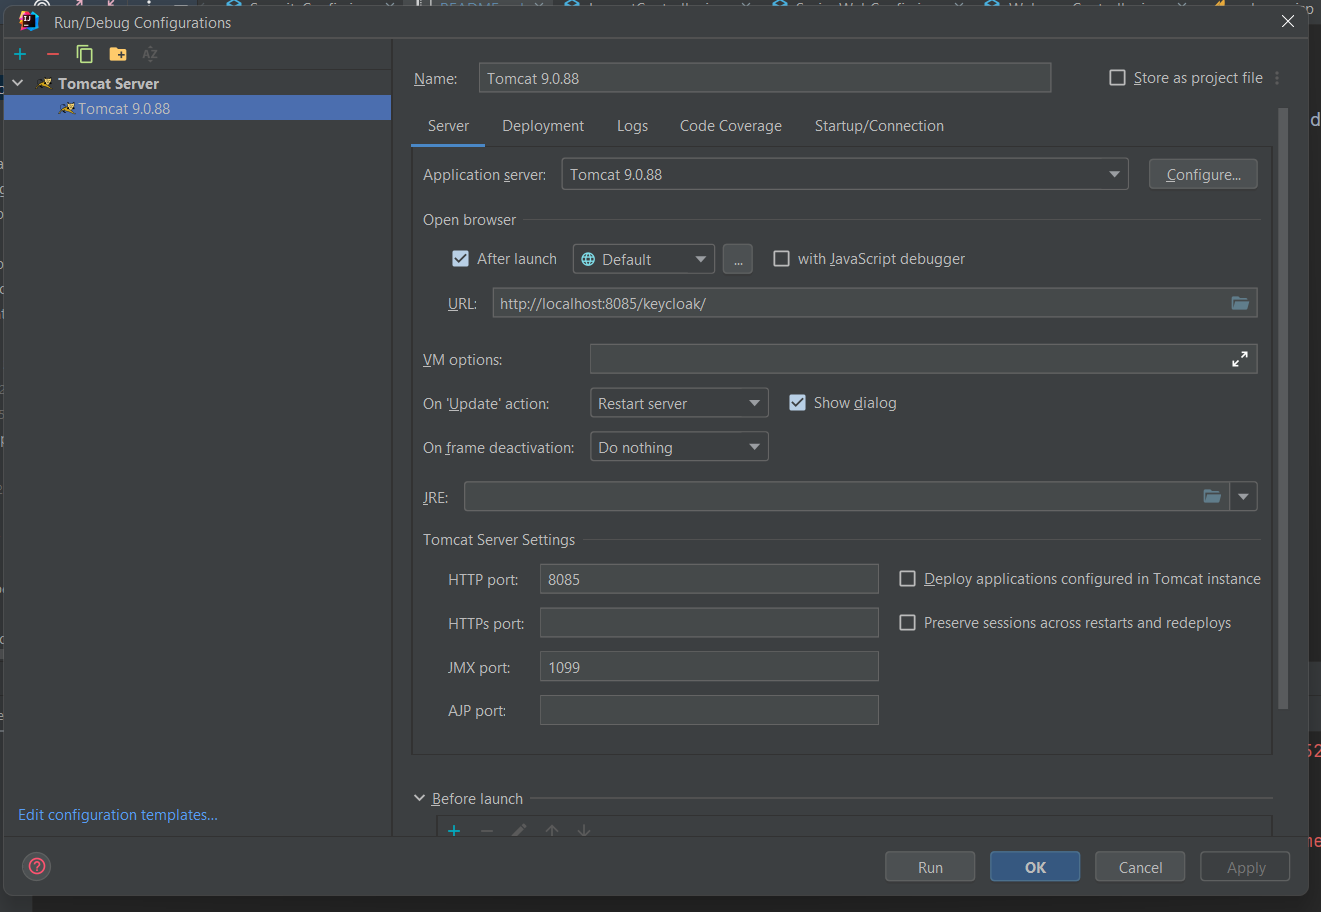 Run/Debug Configurations
Tomcat Server
Tomcat 9.0.88
Edit configuration templates...
Name: Tomcat 9.0.88 Store as project file
Server Deployment Logs Code Coverage Startup/Connection
Application server: Tomcat 9.0.88 Configure...
Open browser
After launch Default ... with JavaScript debugger
URL: http://localhost:8085/keycloak/
VM options:
On 'Update' action: Restart server Show dialog
On frame deactivation: Do nothing
JRE:
Tomcat Server Settings
HTTP port: 8085 Deploy applications configured in Tomcat instance
HTTPs port: Preserve sessions across restarts and redeploys
JMX port: 1099
AJP port:
Before launch
Run OK Cancel Apply